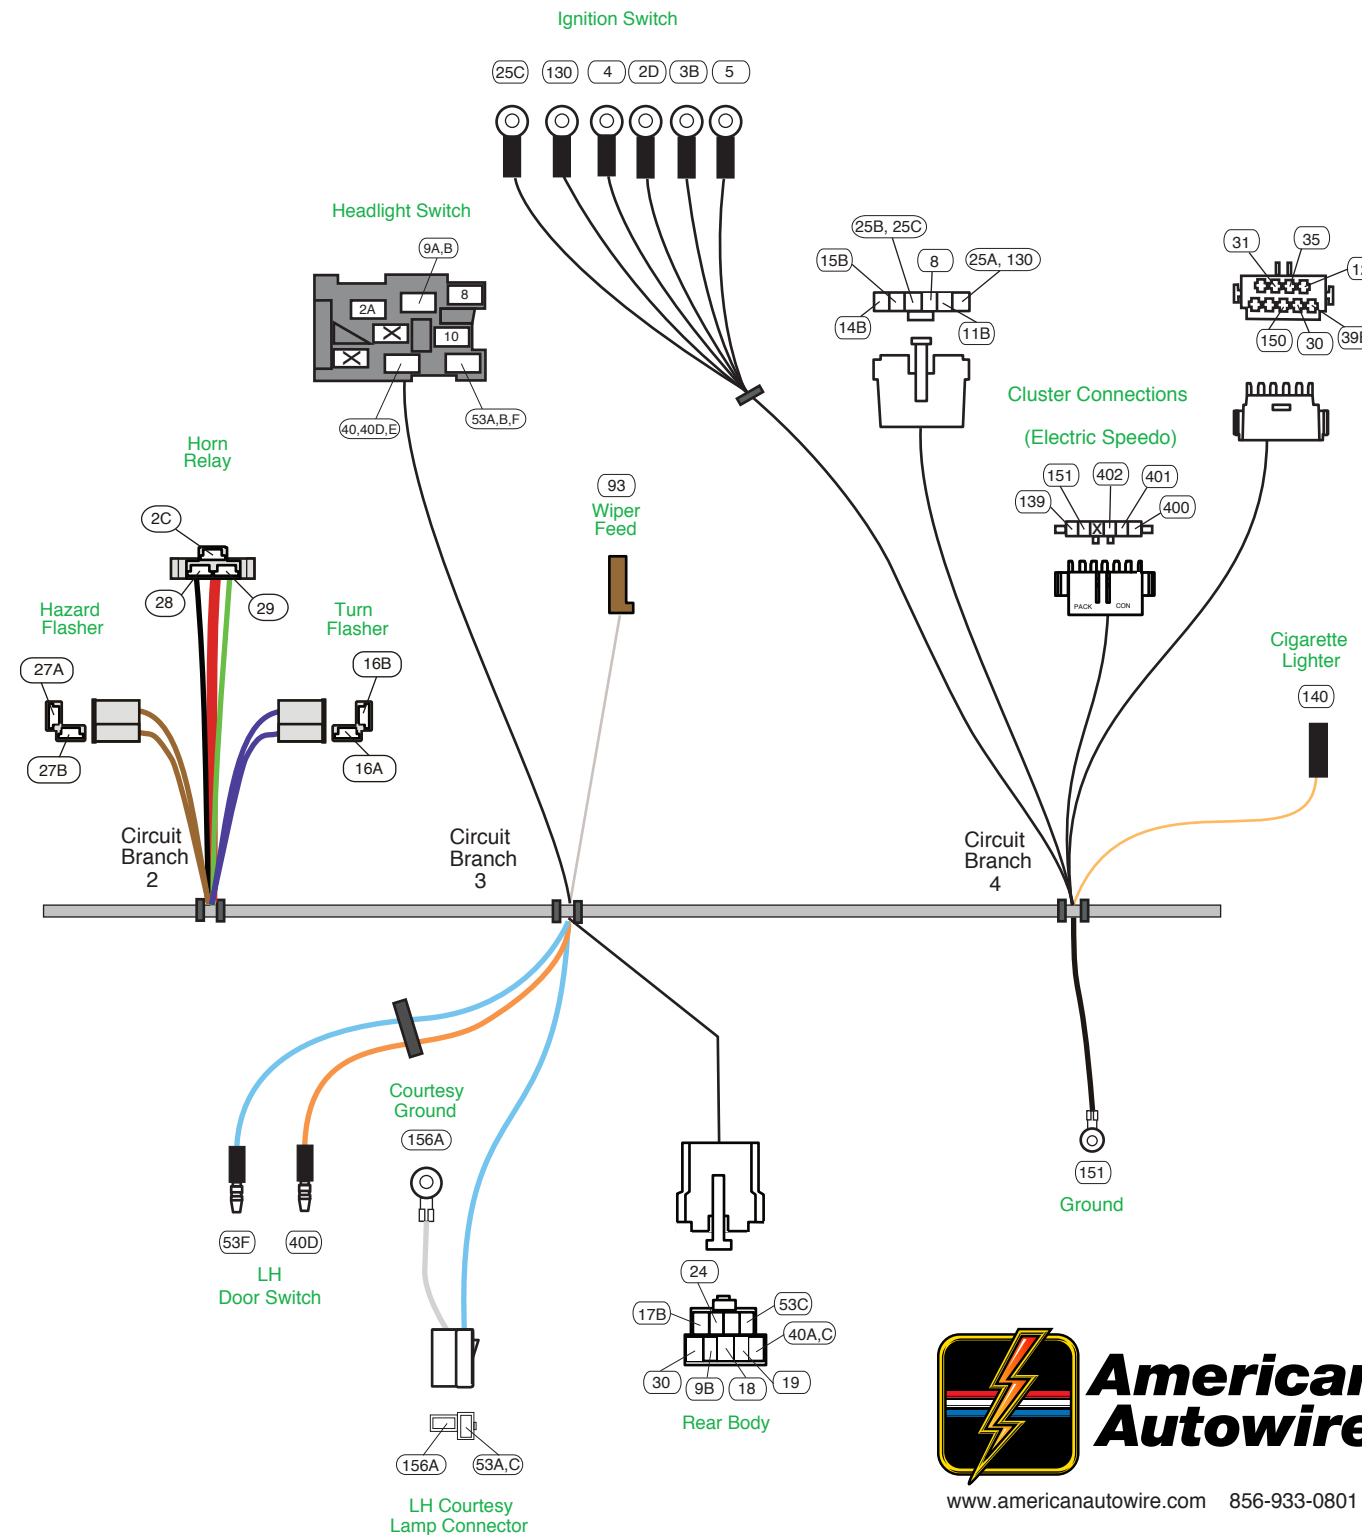 Ignition Switch
25C 130 4 2D 3B 5
Headlight Switch
9A,B
8
2A
10
40,40D,E
53A,B,F
25B, 25C
15B
8
25A, 130
14B
11B
31
35
150
30
Cluster Connections
(Electric Speedo)
151
402
401
139
400
X
PACK
CON
Horn
Relay
2C
28
29
93
Wiper
Feed
Hazard
Flasher
27A
27B
Turn
Flasher
16B
16A
Cigarette
Lighter
140
Circuit
Branch
2
Circuit
Branch
3
Circuit
Branch
4
Courtesy
Ground
156A
53F
40D
LH
Door Switch
151
Ground
24
17B
53C
40A,C
30
9B
18
19
Rear Body
156A
53A,C
LH Courtesy
Lamp Connector
American
Autowire
www.americanautowire.com 856-933-0801